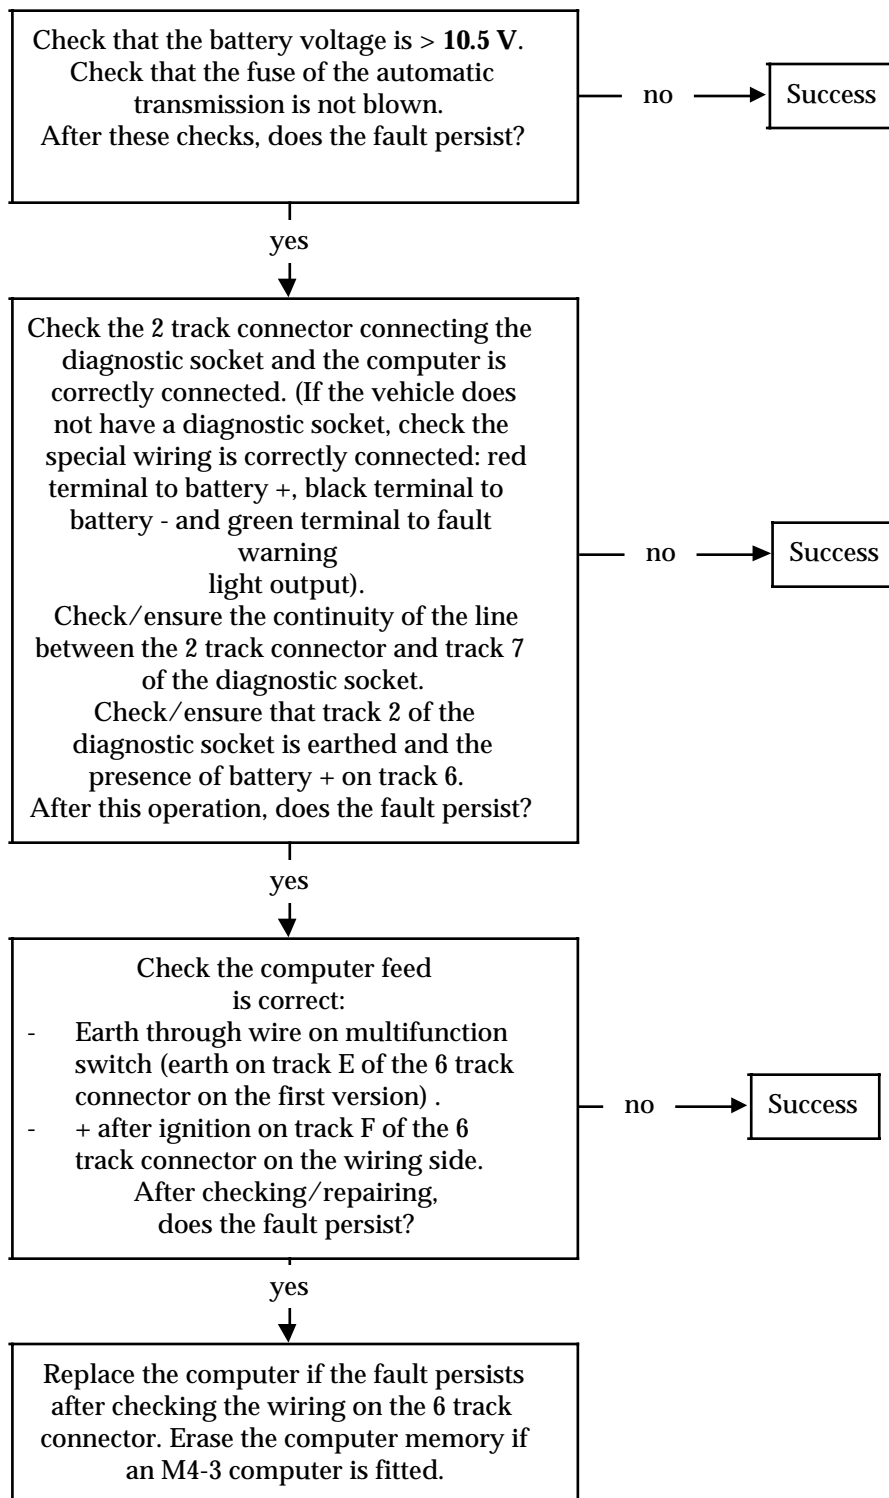 Check that the battery voltage is > 10.5 V.
Check that the fuse of the automatic
transmission is not blown.
After these checks, does the fault persist?
no
Success
yes
Check the 2 track connector connecting the
diagnostic socket and the computer is
correctly connected. (If the vehicle does
not have a diagnostic socket, check the
special wiring is correctly connected: red
terminal to battery +, black terminal to
battery - and green terminal to fault
warning
light output).
Check/ensure the continuity of the line
between the 2 track connector and track 7
of the diagnostic socket.
Check/ensure that track 2 of the
diagnostic socket is earthed and the
presence of battery + on track 6.
After this operation, does the fault persist?
no
Success
yes
Check the computer feed
is correct:
- Earth through wire on multifunction
switch (earth on track E of the 6 track
connector on the first version) .
- + after ignition on track F of the 6
track connector on the wiring side.
After checking/repairing,
does the fault persist?
no
Success
yes
Replace the computer if the fault persists
after checking the wiring on the 6 track
connector. Erase the computer memory if
an M4-3 computer is fitted.